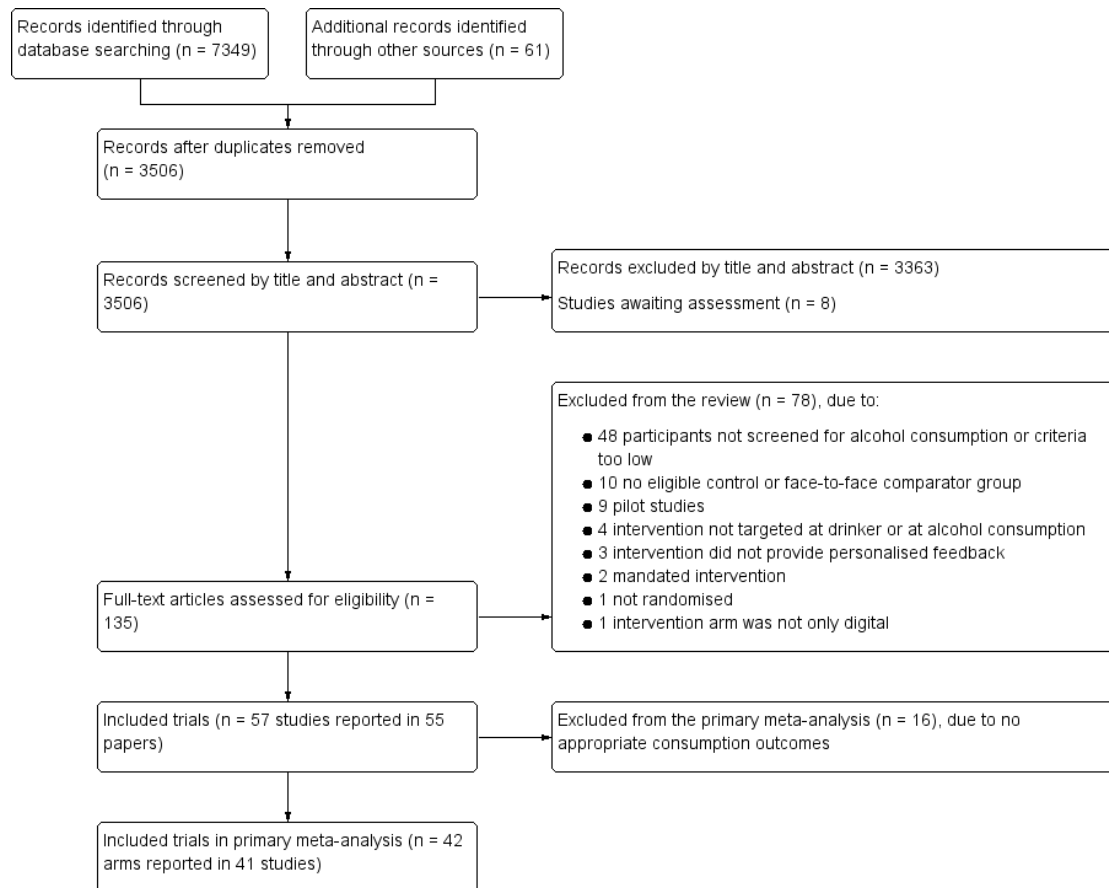 Records identified through
database searching (n = 7349)
Additional records identified
through other sources (n = 61)
Records after duplicates removed
(n = 3506)
Records screened by title and abstract (n =
3506)
Records excluded by title and abstract (n = 3363)
Studies awaiting assessment (n = 8)
Excluded from the review (n = 78), due to:
● 48 participants not screened for alcohol consumption or criteria
too low
● 10 no eligible control or face-to-face comparator group
● 9 pilot studies
● 4 intervention not targeted at drinker or at alcohol consumption
● 3 intervention did not provide personalised feedback
● 2 mandated intervention
● 1 not randomised
● 1 intervention arm was not only digital
Full-text articles assessed for eligibility (n =
135)
Included trials (n = 57 studies reported in 55
papers)
Excluded from the primary meta-analysis (n = 16), due to no
appropriate consumption outcomes
Included trials in primary meta-analysis (n = 42
arms reported in 41 studies)